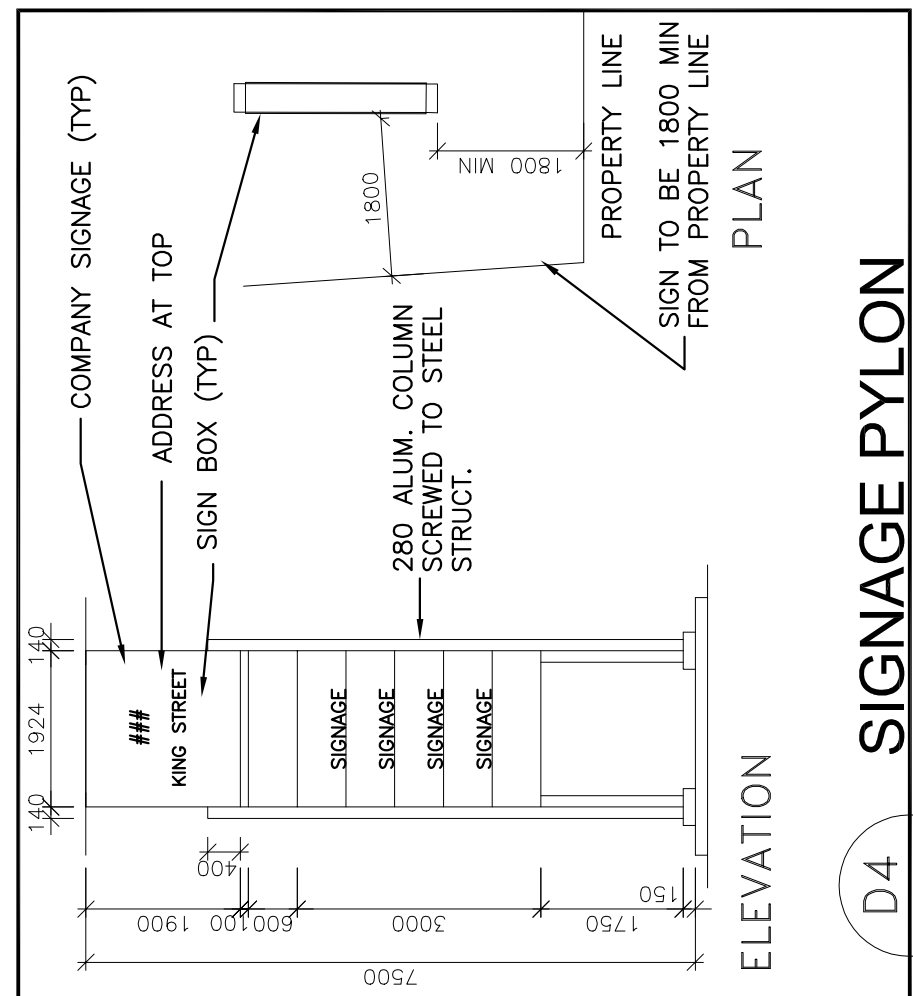 COMPANY SIGNAGE (TYP)
ADDRESS AT TOP
SIGN BOX (TYP)
280 ALUM. COLUMN
SCREWED TO STEEL
STRUCT.
140
1924
140
###
KING STREET
SIGNAGE
SIGNAGE
SIGNAGE
SIGNAGE
400
1900
100
600
3000
1750
150
7500
ELEVATION
1800
1800 MIN
PROPERTY LINE
SIGN TO BE 1800 MIN
FROM PROPERTY LINE
PLAN
D4
SIGNAGE PYLON